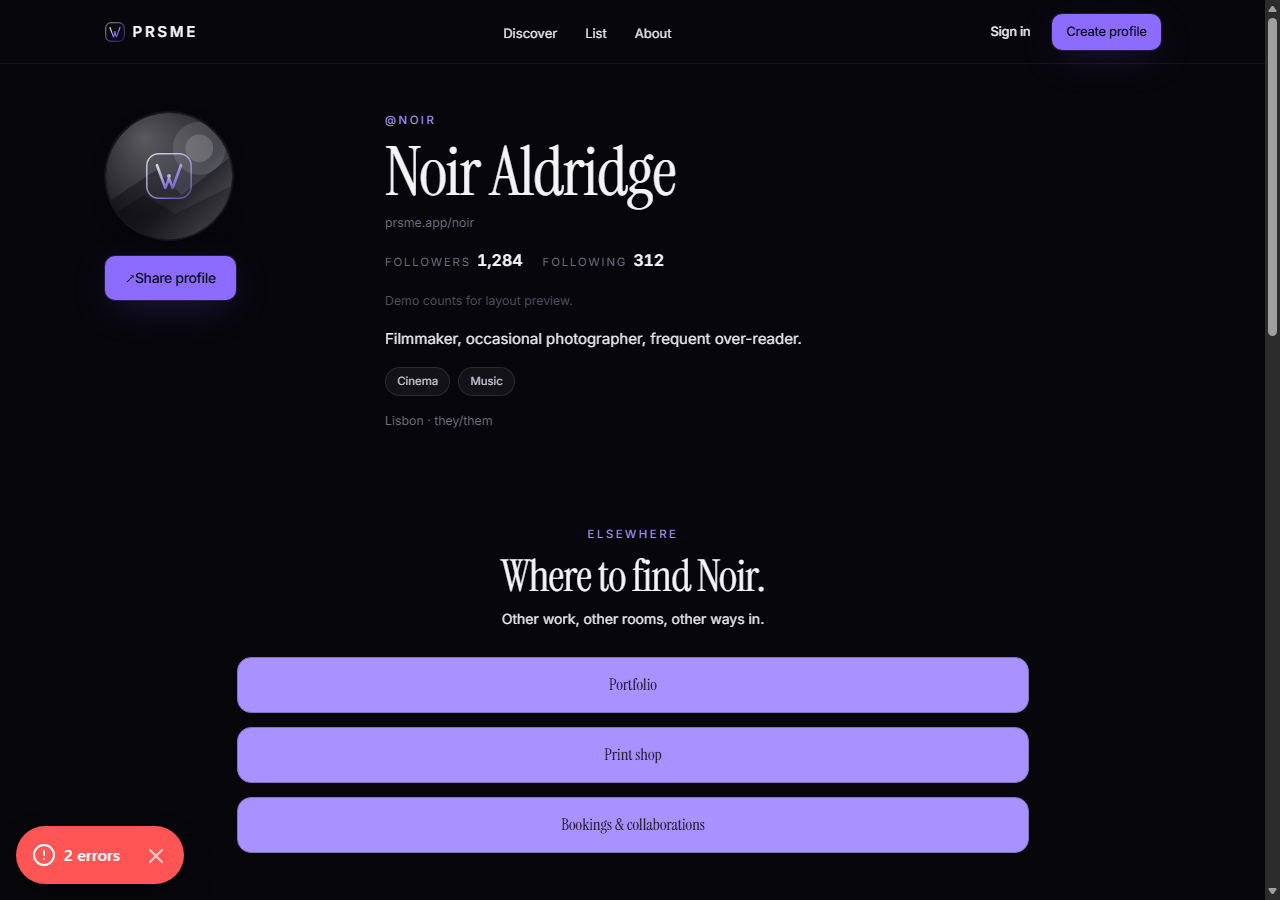 PRSME
Discover List About
Sign in
Create profile
@NOIR
Noir Aldridge
prsme.app/noir
FOLLOWERS 1,284 FOLLOWING 312
Demo counts for layout preview.
Filmmaker, occasional photographer, frequent over-reader.
Cinema Music
Lisbon · they/them
↗Share profile
ELSEWHERE
Where to find Noir.
Other work, other rooms, other ways in.
Portfolio
Print shop
Bookings & collaborations
2 errors